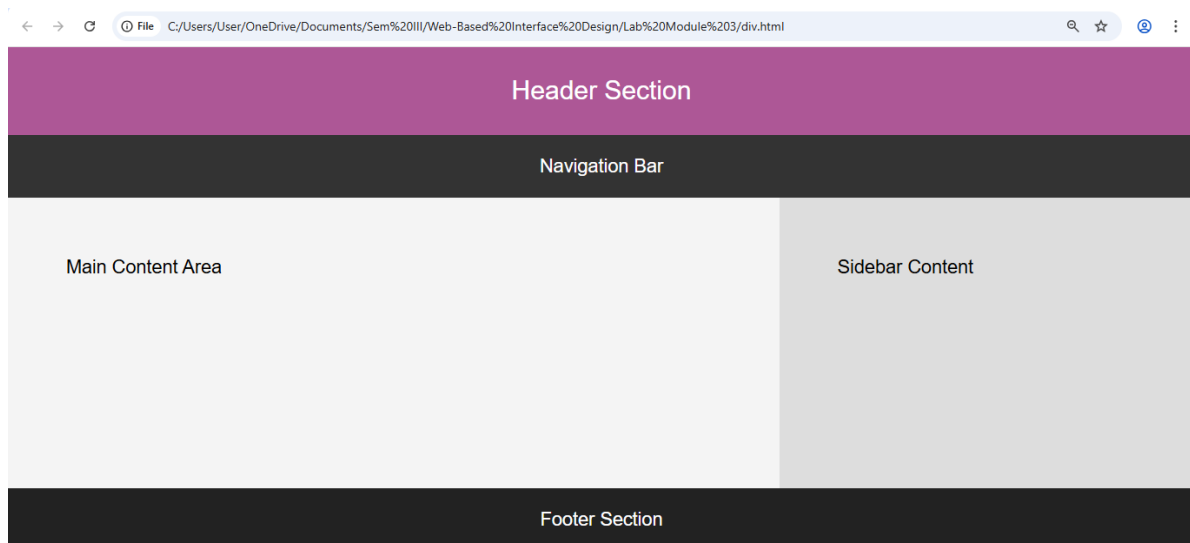 File C:/Users/User/OneDrive/Documents/Sem%20III/Web-Based%20Interface%20Design/Lab%20Module%203/div.html
Header Section
Navigation Bar
Main Content Area
Sidebar Content
Footer Section